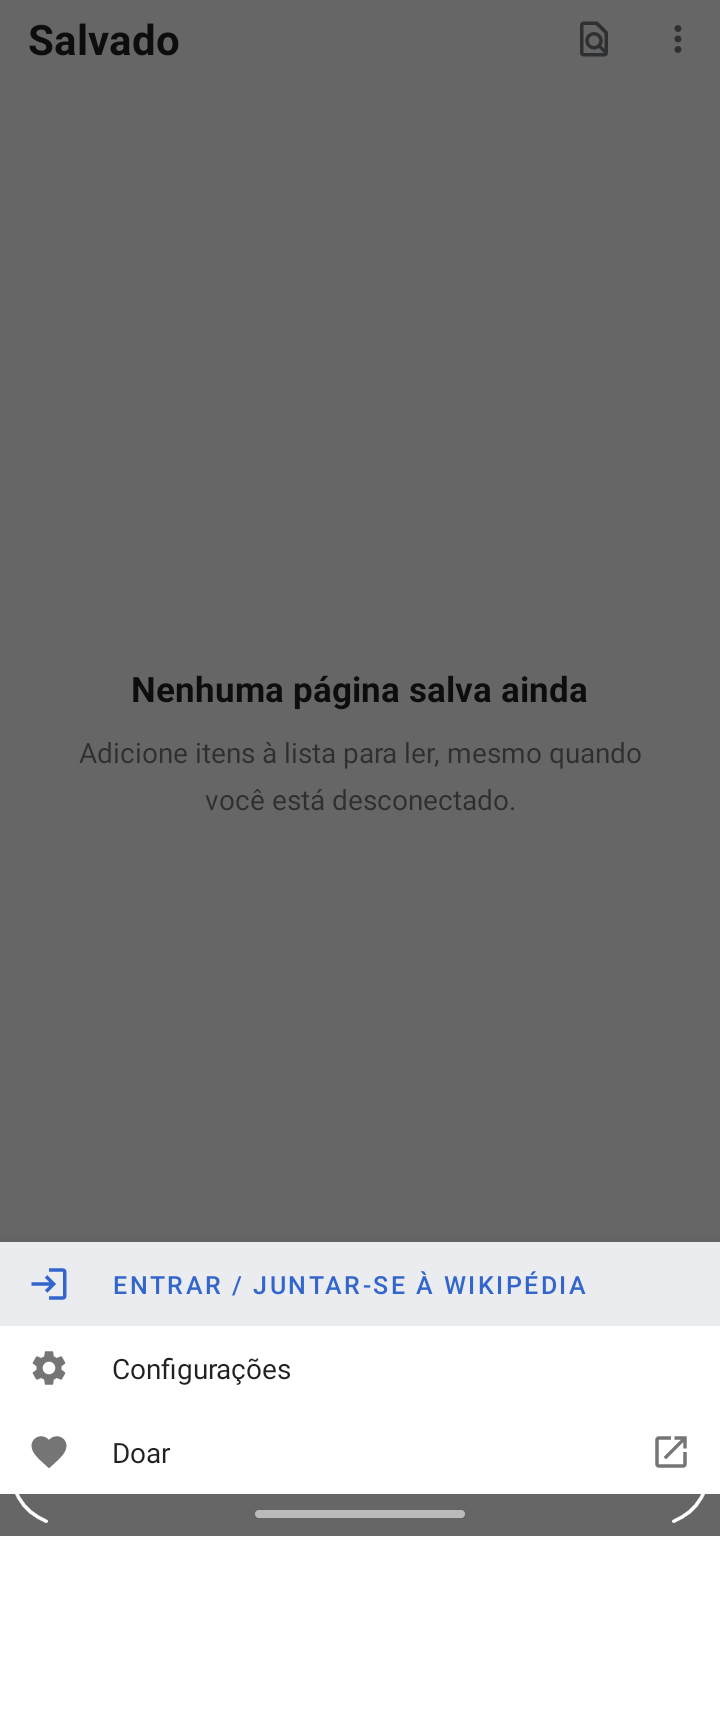 Salvado
Nenhuma página salva ainda
Adicione itens à lista para ler, mesmo quando
você está desconectado.
ENTRAR / JUNTAR-SE À WIKIPÉDIA
Configurações
Doar